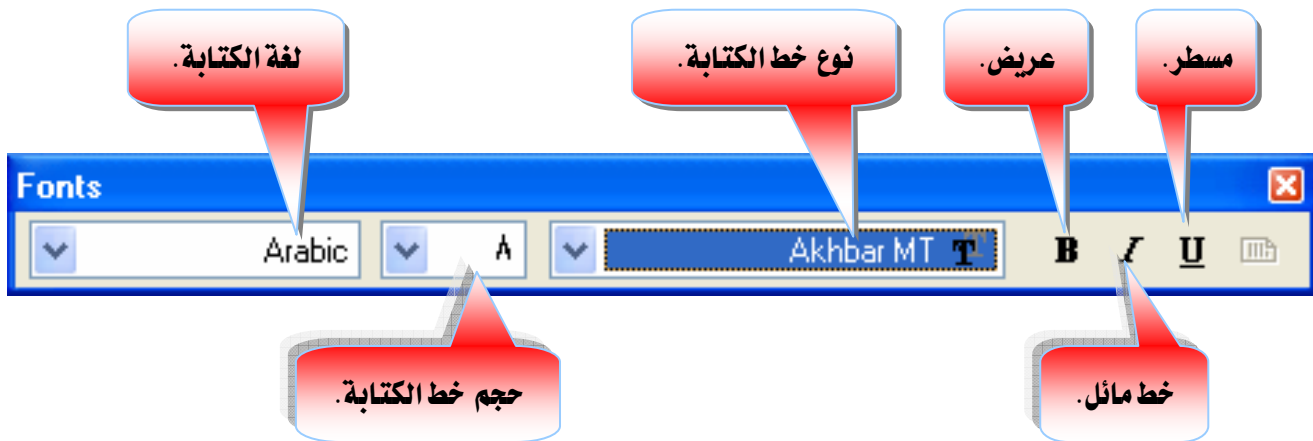 مسطر.
عريض.
نوع خط الكتابة.
لغة الكتابة.
Fonts
Arabic
٨
Akhbar MT
B
I
U
خط مائل.
حجم خط الكتابة.